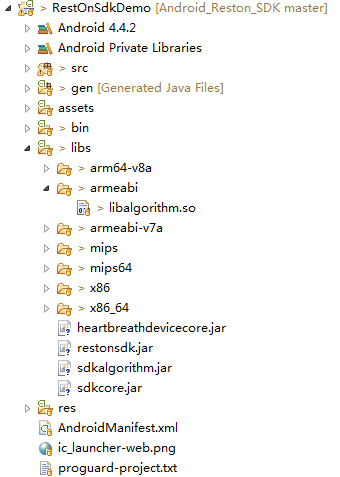 > RestOnSdkDemo [Android_Reston_SDK master]
Android 4.4.2
Android Private Libraries
> src
> gen [Generated Java Files]
assets
> bin
> libs
> arm64-v8a
> armeabi
> libalgorithm.so
> armeabi-v7a
> mips
> mips64
> x86
> x86_64
heartbreathdevicecore.jar
restonsdk.jar
sdkalgorithm.jar
sdkcore.jar
res
AndroidManifest.xml
ic_launcher-web.png
proguard-project.txt